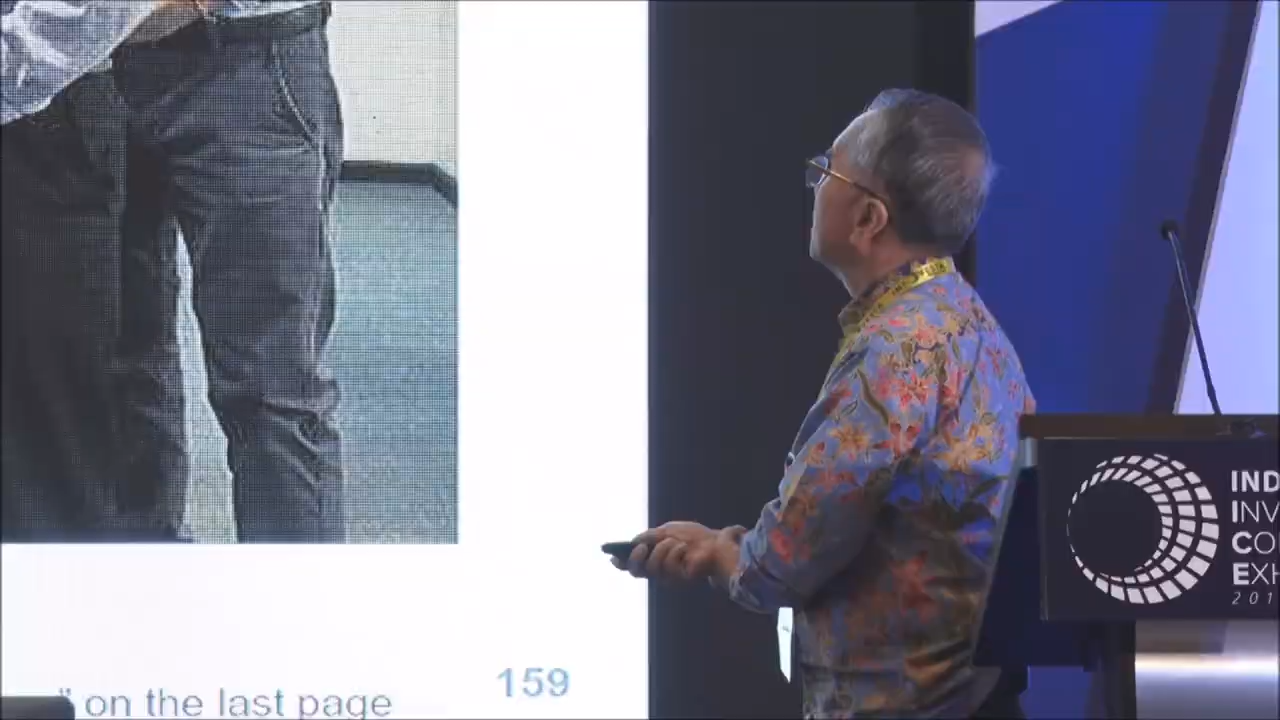 " on the last page
159
IND
INV
CO
EXH
201